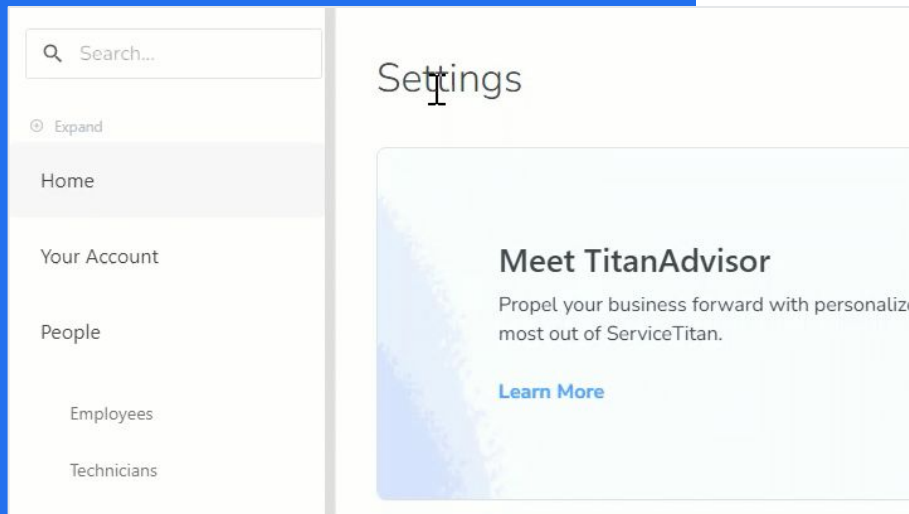 Search...
Expand
Home
Your Account
People
Employees
Technicians
Settings
Meet TitanAdvisor
Propel your business forward with personalize
most out of ServiceTitan.
Learn More